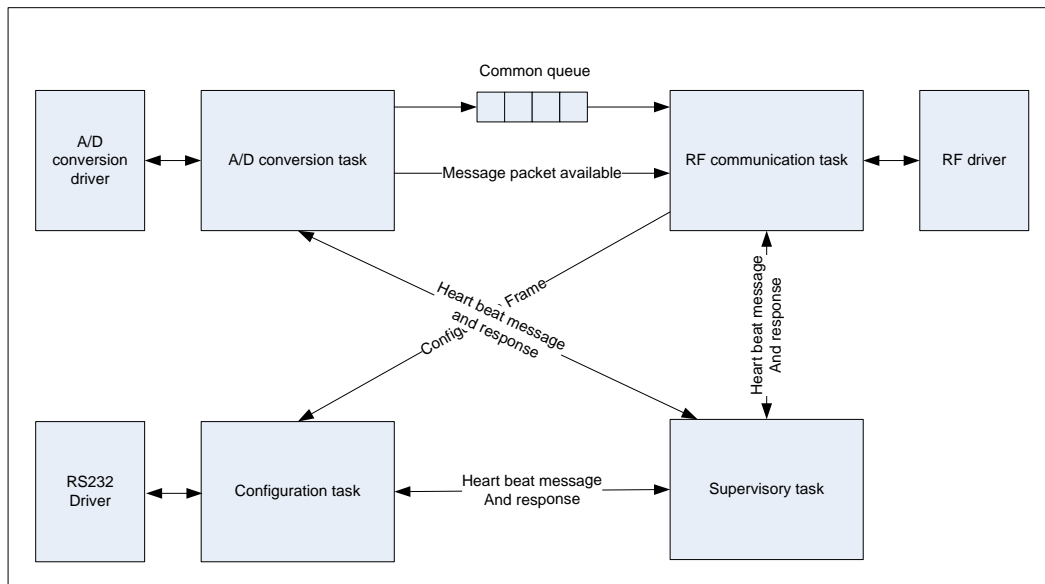 Common queue
A/D
conversion
driver
A/D conversion task
RF communication task
RF driver
Message packet available
Heart beat message
and response
Frame
Heart beat message
And response
RS232
Driver
Configuration task
Heart beat message
And response
Supervisory task